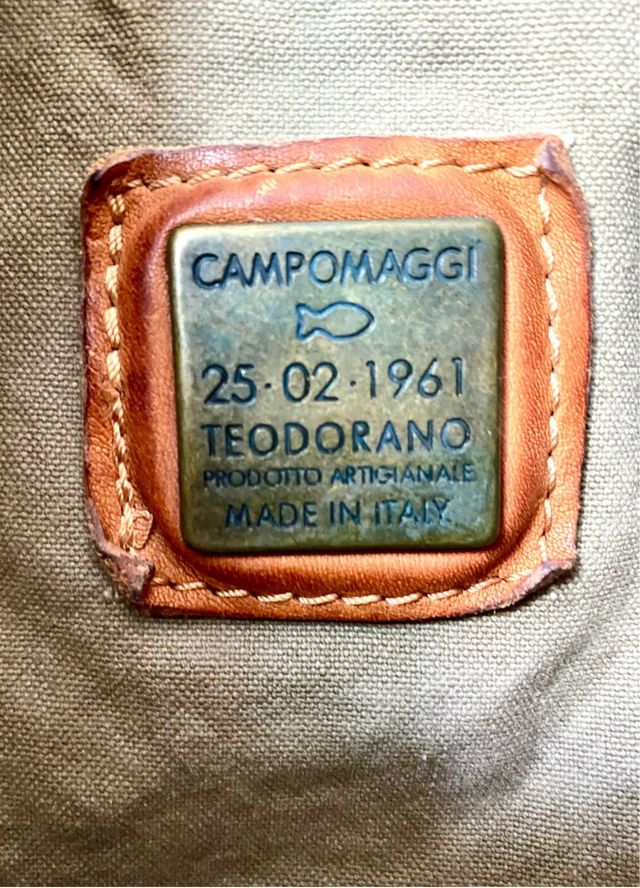 CAMPOMAGGI
25·02·1961
TEODORANO
PRODOTTO ARTIGIANALE
MADE IN ITALY